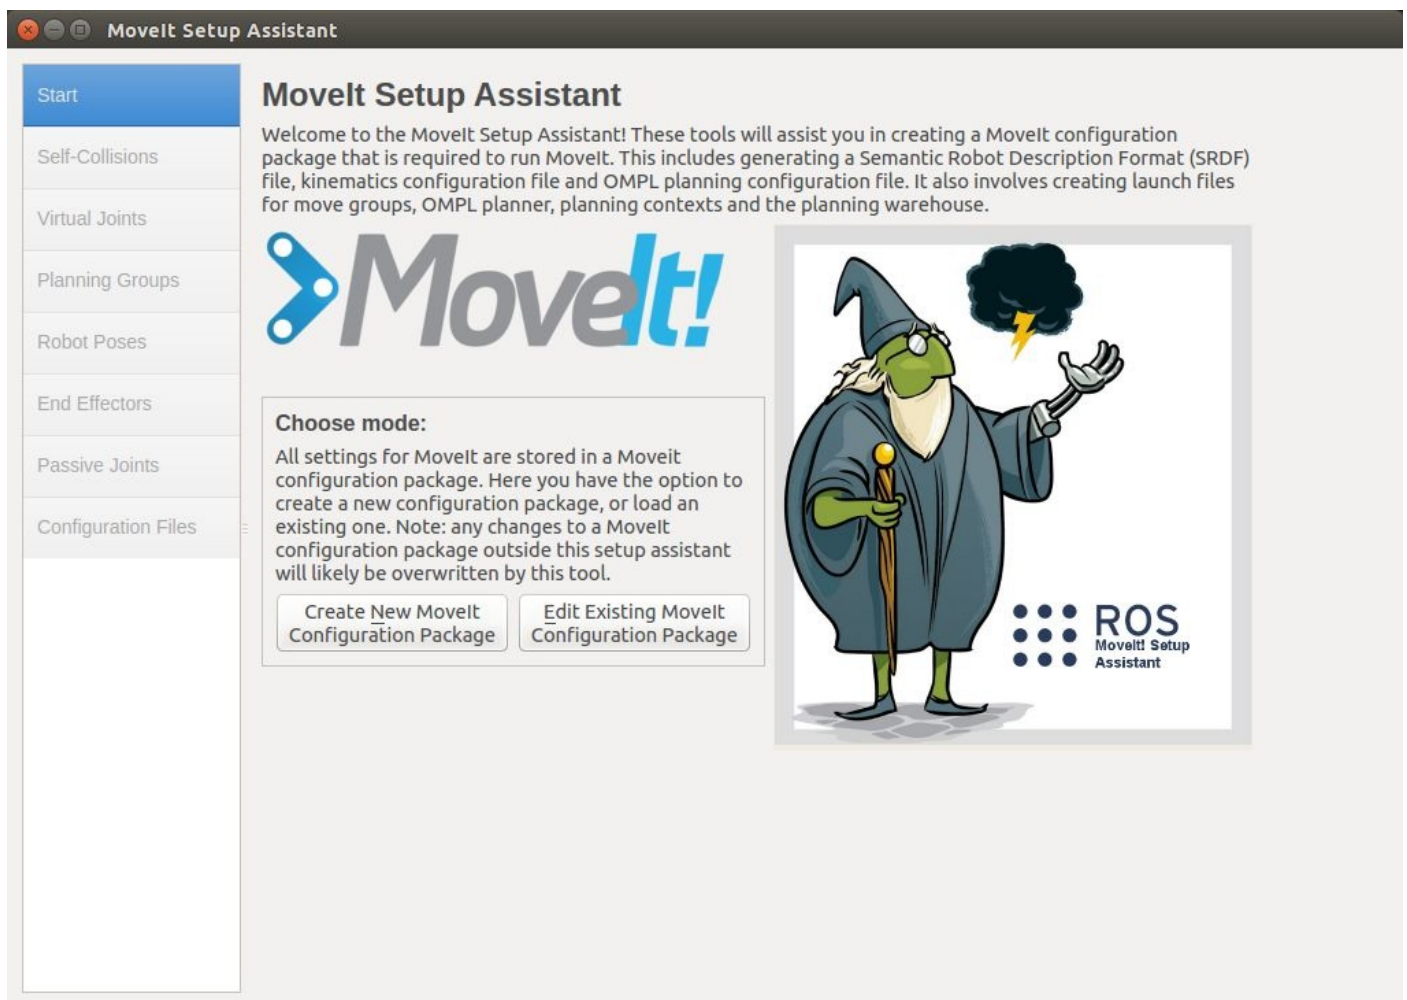 MoveIt Setup Assistant
Start
Self-Collisions
Virtual Joints
Planning Groups
Robot Poses
End Effectors
Passive Joints
Configuration Files
MoveIt Setup Assistant
Welcome to the MoveIt Setup Assistant! These tools will assist you in creating a MoveIt configuration
package that is required to run MoveIt. This includes generating a Semantic Robot Description Format (SRDF)
file, kinematics configuration file and OMPL planning configuration file. It also involves creating launch files
for move groups, OMPL planner, planning contexts and the planning warehouse.
MoveIt!
Choose mode:
All settings for MoveIt are stored in a Moveit
configuration package. Here you have the option to
create a new configuration package, or load an
existing one. Note: any changes to a MoveIt
configuration package outside this setup assistant
will likely be overwritten by this tool.
Create New MoveIt
Configuration Package
Edit Existing MoveIt
Configuration Package
ROS
MoveIt! Setup
Assistant